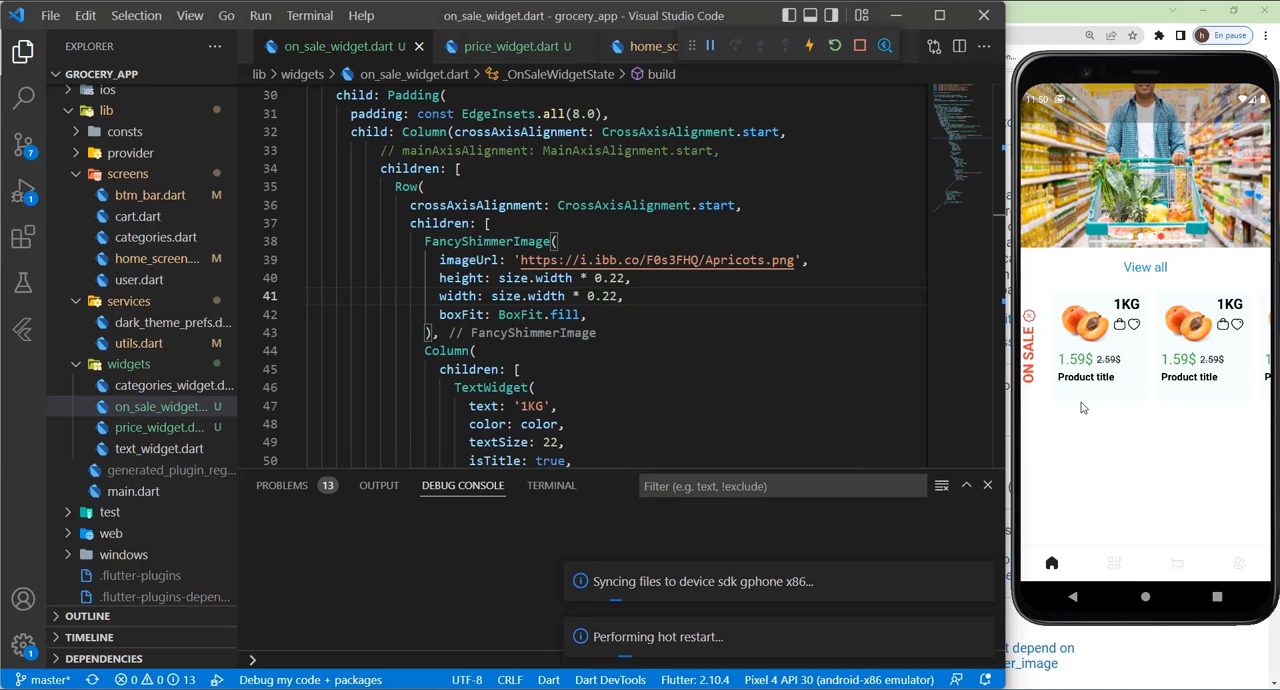 File Edit Selection View Go Run Terminal Help on_sale_widget.dart - grocery_app - Visual Studio Code
EXPLORER
on_sale_widget.dart U
price_widget.dart U
home_sc
h En pause
GROCERY_APP
lib > widgets > on_sale_widget.dart > _OnSaleWidgetState > build
ios
lib
consts
provider
screens
btm_bar.dart M
cart.dart
categories.dart
home_screen.... M
user.dart
services
dark_theme_prefs.d...
utils.dart M
widgets
categories_widget.d...
on_sale_widget... U
price_widget.d... U
text_widget.dart
generated_plugin_reg...
main.dart
test
web
windows
.flutter-plugins
.flutter-plugins-depen...
OUTLINE
TIMELINE
DEPENDENCIES
7
1
1
30 child: Padding(
31 padding: const EdgeInsets.all(8.0),
32 child: Column(crossAxisAlignment: CrossAxisAlignment.start,
33 // mainAxisAlignment: MainAxisAlignment.start,
34 children: [
35 Row(
36 crossAxisAlignment: CrossAxisAlignment.start,
37 children: [
38 FancyShimmerImage(
39 imageUrl: 'https://i.ibb.co/F0s3FHQ/Apricots.png',
40 height: size.width * 0.22,
41 width: size.width * 0.22,
42 boxFit: BoxFit.fill,
43 ), // FancyShimmerImage
44 Column(
45 children: [
46 TextWidget(
47 text: '1KG',
48 color: color,
49 textSize: 22,
50 isTitle: true,
PROBLEMS 13 OUTPUT DEBUG CONSOLE TERMINAL
Filter (e.g. text, !exclude)
Syncing files to device sdk gphone x86...
Performing hot restart...
master* 0 0 13 Debug my code + packages UTF-8 CRLF Dart Dart DevTools Flutter: 2.10.4 Pixel 4 API 30 (android-x86 emulator)
11:50
View all
ON SALE
1KG
1.59$ 2.59$
Product title
1KG
1.59$ 2.59$
Product title
t depend on
er_image